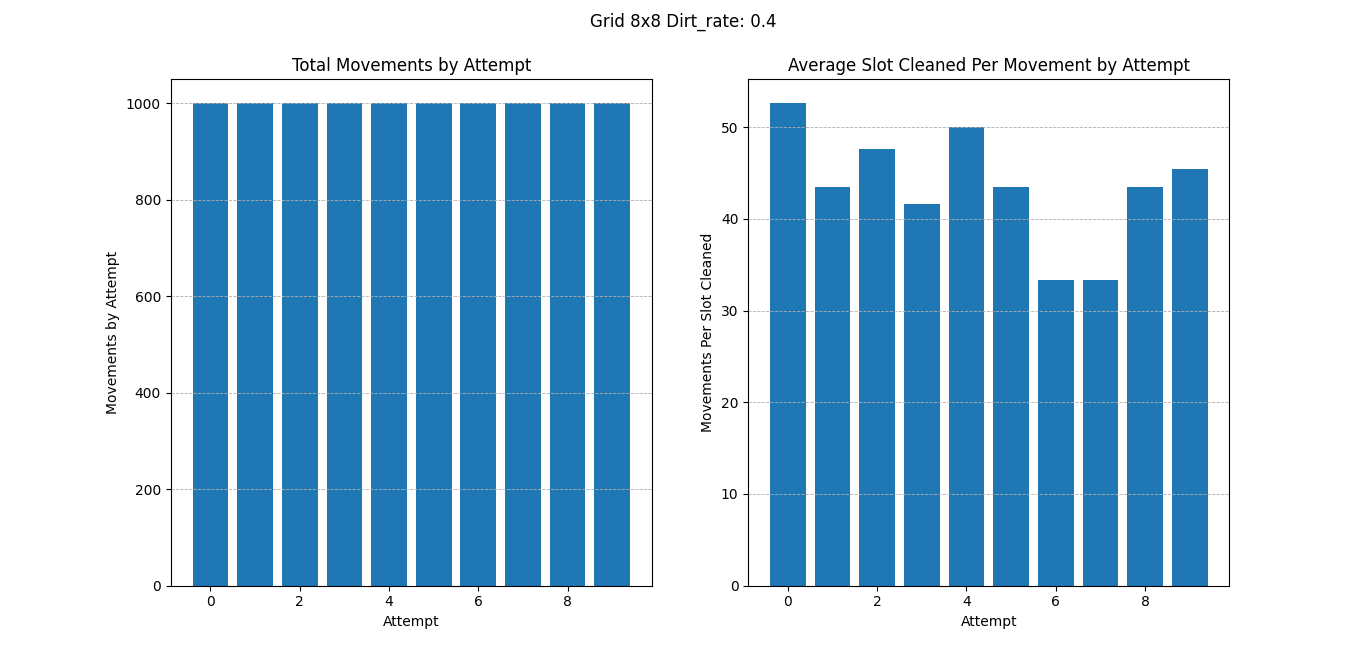 Grid 8x8 Dirt_rate: 0.4
Total Movements by Attempt
Movements by Attempt
1000
800
600
400
200
0
0 2 4 6 8
Attempt
Average Slot Cleaned Per Movement by Attempt
Movements Per Slot Cleaned
50
40
30
20
10
0
0 2 4 6 8
Attempt